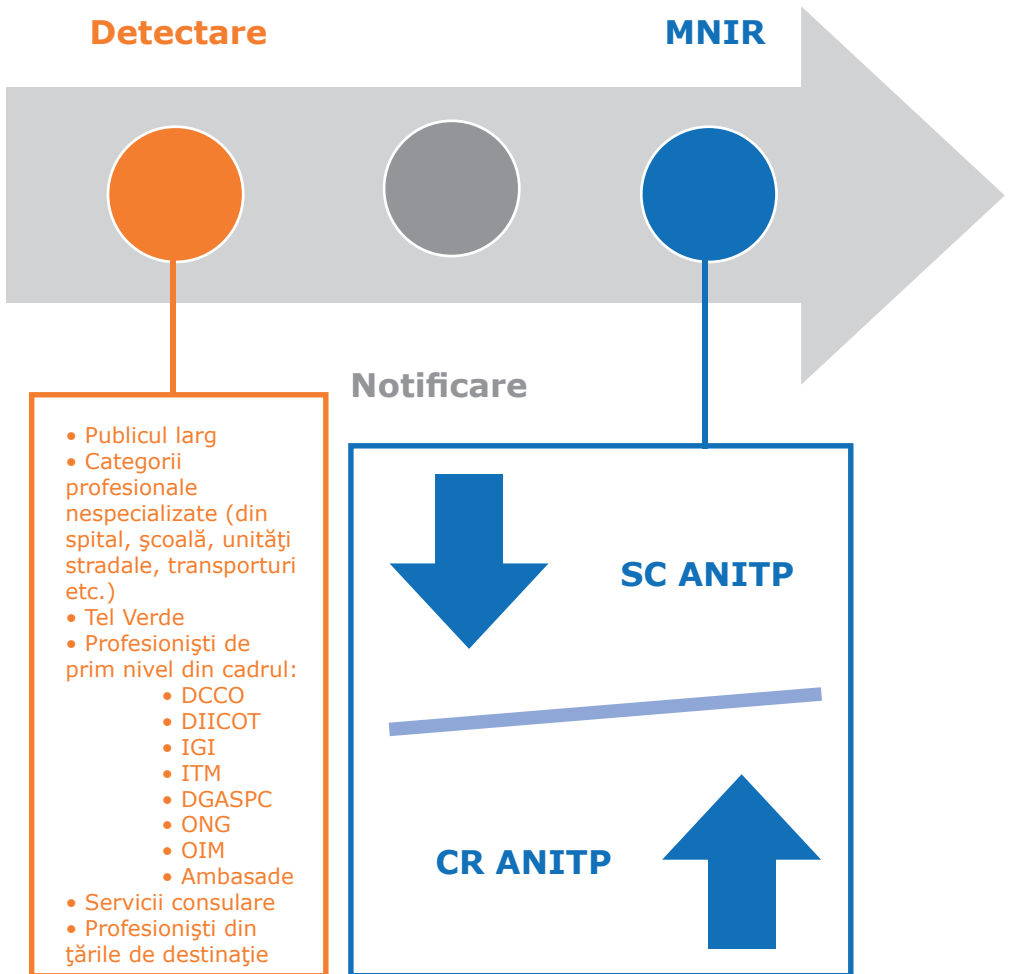 Detectare
MNIR
Notificare
• Publicul larg
• Categorii
profesionale
nespecializate (din
spital, şcoală, unităţi
stradale, transporturi
etc.)
• Tel Verde
• Profesionişti de
prim nivel din cadrul:
• DCCO
• DIICOT
• IGI
• ITM
• DGASPC
• ONG
• OIM
• Ambasade
• Servicii consulare
• Profesionişti din
ţările de destinaţie
SC ANITP
CR ANITP